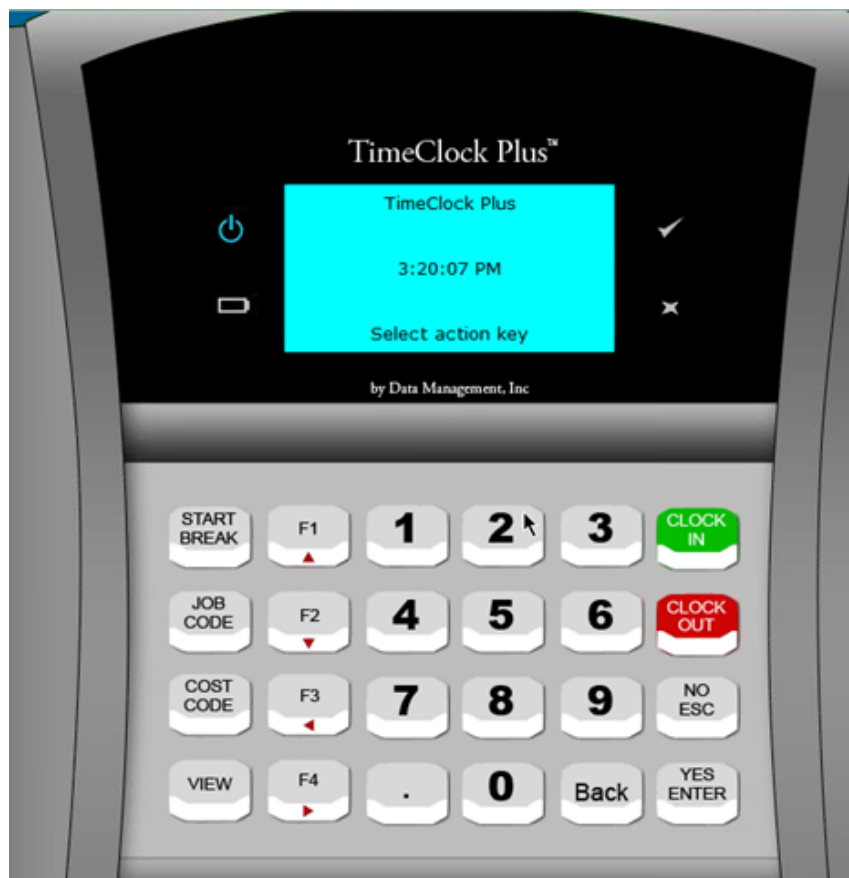 TimeClock Plus™
TimeClock Plus
3:20:07 PM
Select action key
by Data Management, Inc
START
BREAK
F1
1
2
3
CLOCK
IN
JOB
CODE
F2
4
5
6
CLOCK
OUT
COST
CODE
F3
7
8
9
NO
ESC
VIEW
F4
.
0
Back
YES
ENTER